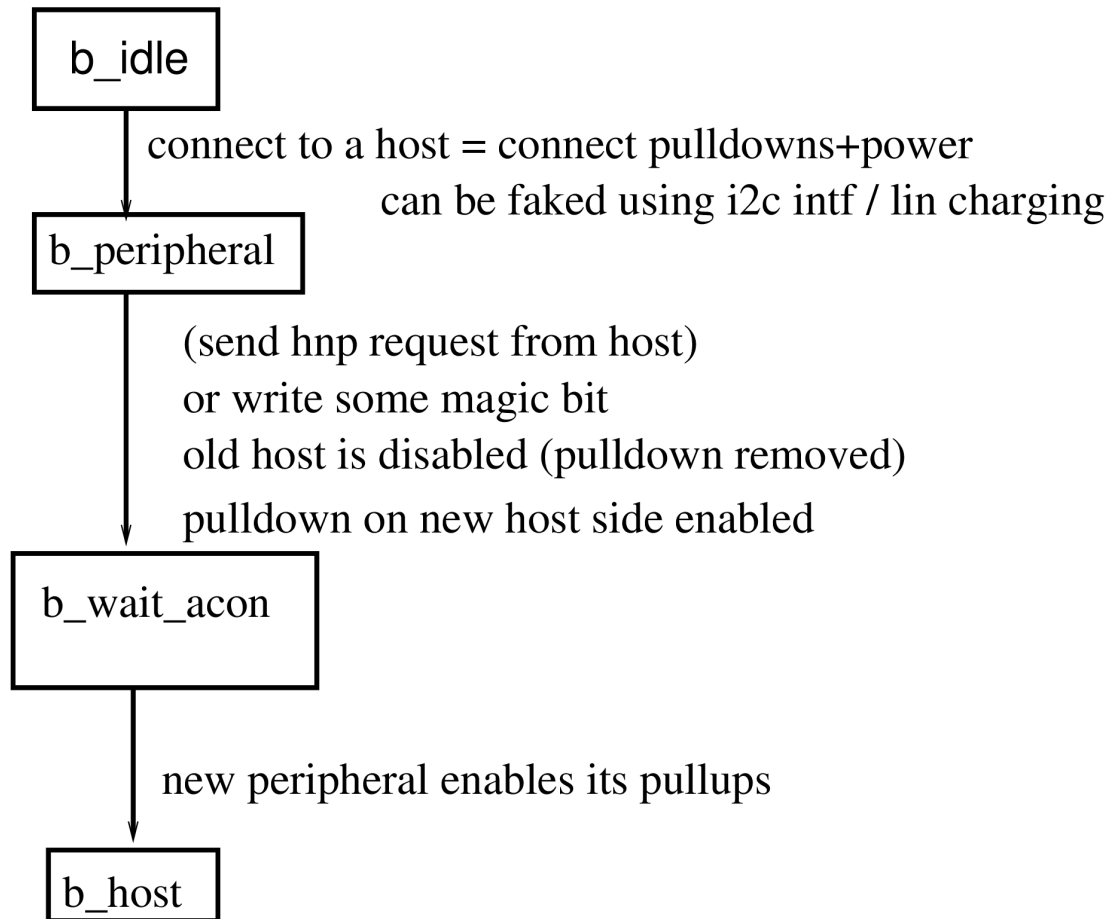 b_idle
connect to a host = connect pulldowns+power
can be faked using i2c intf / lin charging
b_peripheral
(send hnp request from host)
or write some magic bit
old host is disabled (pulldown removed)
pulldown on new host side enabled
b_wait_acon
new peripheral enables its pullups
b_host